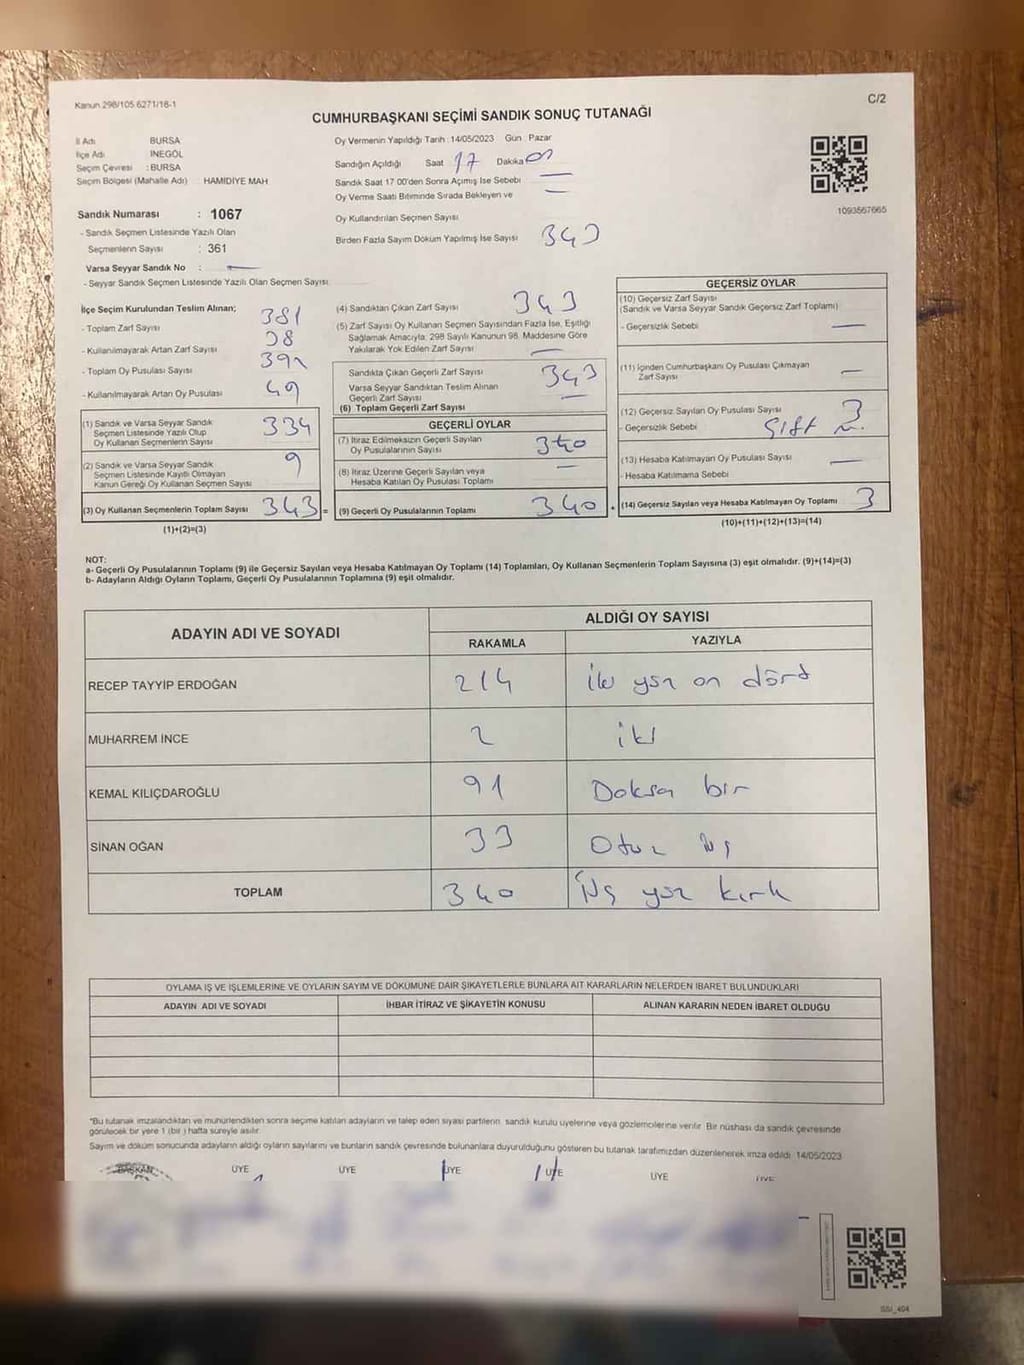 Kanun 298/105 6271/16-1
C/2
CUMHURBAŞKANI SEÇİMİ SANDIK SONUÇ TUTANAĞI
İl Adı BURSA
İlçe Adı INEGÖL
Seçim Çevresi : BURSA
Seçim Bölgesi (Mahalle Adı) : HAMIDIYE MAH
Sandık Numarası : 1067
- Sandık Seçmen Listesinde Yazılı Olan
Seçmenlerin Sayısı : 361
Varsa Seyyar Sandık No : —
- Seyyar Sandık Seçmen Listesinde Yazılı Olan Seçmen Sayısı
Oy Vermenin Yapıldığı Tarih : 14/05/2023 Gün : Pazar
Sandığın Açıldığı Saat 17 Dakika
Sandık Saat 17 00'den Sonra Açımış Ise Sebebi —
Oy Verme Saati Bitiminde Sırada Bekleyen ve —
Oy Kullandırılan Seçmen Sayısı
Birden Fazla Sayım Döküm Yapılmış Ise Sayısı 343
1093567665
İlçe Seçim Kurulundan Teslim Alınan;
- Toplam Zarf Sayısı 381
- Kullanılmayarak Artan Zarf Sayısı 38
- Toplam Oy Pusulası Sayısı 392
- Kullanılmayarak Artan Oy Pusulası 49
(1) Sandık ve Varsa Seyyar Sandık
Seçmen Listesinde Yazılı Olup
Oy Kullanan Seçmenlerin Sayısı 334
(2) Sandık ve Varsa Seyyar Sandık
Seçmen Listesinde Kayıtlı Olmayan
Kanun Gereği Oy Kullanan Seçmen Sayısı 9
(3) Oy Kullanan Seçmenlerin Toplam Sayısı 343 =
(1)+(2)=(3)
(4) Sandıktan Çıkan Zarf Sayısı 343
(5) Zarf Sayısı Oy Kullanan Seçmen Sayısından Fazla Ise, Eşitliği
Sağlamak Amacıyla, 298 Sayılı Kanunun 98. Maddesine Göre
Yakılarak Yok Edilen Zarf Sayısı —
Sandıkta Çıkan Geçerli Zarf Sayısı 343
Varsa Seyyar Sandıktan Teslim Alınan
Geçerli Zarf Sayısı —
(6) Toplam Geçerli Zarf Sayısı
GEÇERLİ OYLAR
(7) Itiraz Edilmeksizin Geçerli Sayılan
Oy Pusulalarının Sayısı 340
(8) Itiraz Üzerine Geçerli Sayılan veya
Hesaba Katılan Oy Pusulası Toplamı —
(9) Geçerli Oy Pusulalarının Toplamı 340 +
GEÇERSİZ OYLAR
(10) Geçersiz Zarf Sayısı
(Sandık ve Varsa Seyyar Sandık Geçersiz Zarf Toplamı)
- Geçersizlik Sebebi —
(11) İçinden Cumhurbaşkanı Oy Pusulası Çıkmayan
Zarf Sayısı —
(12) Geçersiz Sayılan Oy Pusulası Sayısı 3
- Geçersizlik Sebebi Çift
(13) Hesaba Katılmayan Oy Pusulası Sayısı —
- Hesaba Katılmama Sebebi
(14) Geçersiz Sayılan veya Hesaba Katılmayan Oy Toplamı 3
(10)+(11)+(12)+(13)=(14)
NOT:
a- Geçerli Oy Pusulalarının Toplamı (9) ile Geçersiz Sayılan veya Hesaba Katılmayan Oy Toplamı (14) Toplamları, Oy Kullanan Seçmenlerin Toplam Sayısına (3) eşit olmalıdır. (9)+(14)=(3)
b- Adayların Aldığı Oyların Toplamı, Geçerli Oy Pusulalarının Toplamına (9) eşit olmalıdır.
ADAYIN ADI VE SOYADI
ALDIĞI OY SAYISI
RAKAMLA YAZIYLA
RECEP TAYYİP ERDOĞAN 214 iki yüz on dört
MUHARREM İNCE 2 iki
KEMAL KILIÇDAROĞLU 91 Doksan bir
SİNAN OĞAN 33 Otuz üç
TOPLAM 340 Üç yüz kırk
OYLAMA İŞ VE İŞLEMLERINE VE OYLARIN SAYIM VE DÖKÜMÜNE DAIR ŞIKAYETLERLE BUNLARA AIT KARARLARIN NELERDEN IBARET BULUNDUKLARI
ADAYIN ADI VE SOYADI İHBAR İTİRAZ VE ŞİKAYETİN KONUSU ALINAN KARARIN NEDEN İBARET OLDUĞU
*Bu tutanak imzalandıktan ve mühürlendikten sonra seçime katılan adayların ve talep eden siyasi partilerin sandık kurulu üyelerine veya gözlemcilerine verilir. Bir nüshası da sandık çevresinde
görülecek bir yere 1 (bir) hafta süreyle asılır.
Sayım ve döküm sonucunda adayların aldığı oyların sayılarını ve bunların sandık çevresinde bulunanlara duyurulduğunu gösteren bu tutanak tarafımızdan düzenlenerek imza edildi. 14/05/2023
BAŞKAN ÜYE ÜYE ÜYE ÜYE ÜYE ÜYE
SSI_404